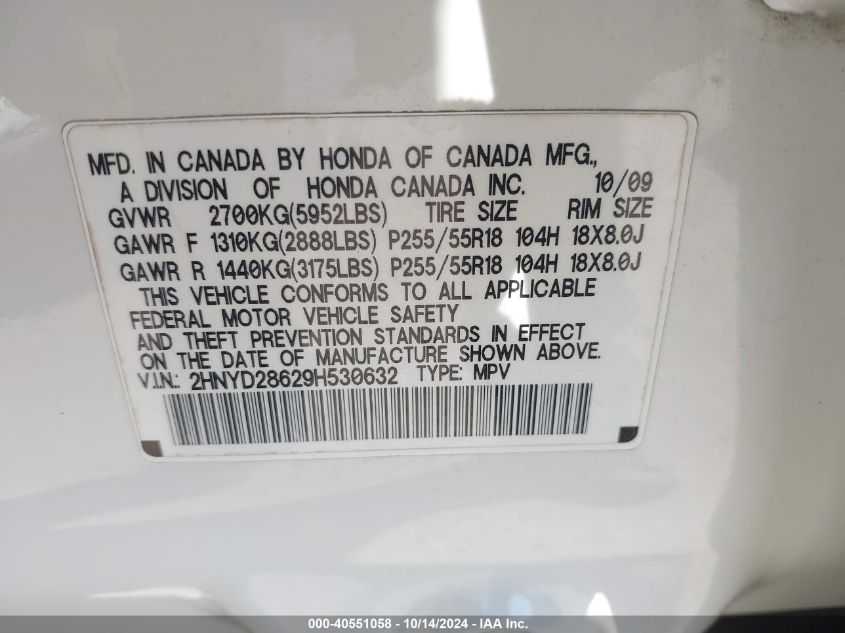 MFD. IN CANADA BY HONDA OF CANADA MFG.,
A DIVISION OF HONDA CANADA INC. 10/09
GVWR 2700KG(5952LBS) TIRE SIZE RIM SIZE
GAWR F 1310KG(2888LBS) P255/55R18 104H 18X8.0J
GAWR R 1440KG(3175LBS) P255/55R18 104H 18X8.0J
THIS VEHICLE CONFORMS TO ALL APPLICABLE
FEDERAL MOTOR VEHICLE SAFETY
AND THEFT PREVENTION STANDARDS IN EFFECT
ON THE DATE OF MANUFACTURE SHOWN ABOVE.
V.I.N.: 2HNYD28629H530632 TYPE: MPV
000-40551058 - 10/14/2024 - IAA Inc.